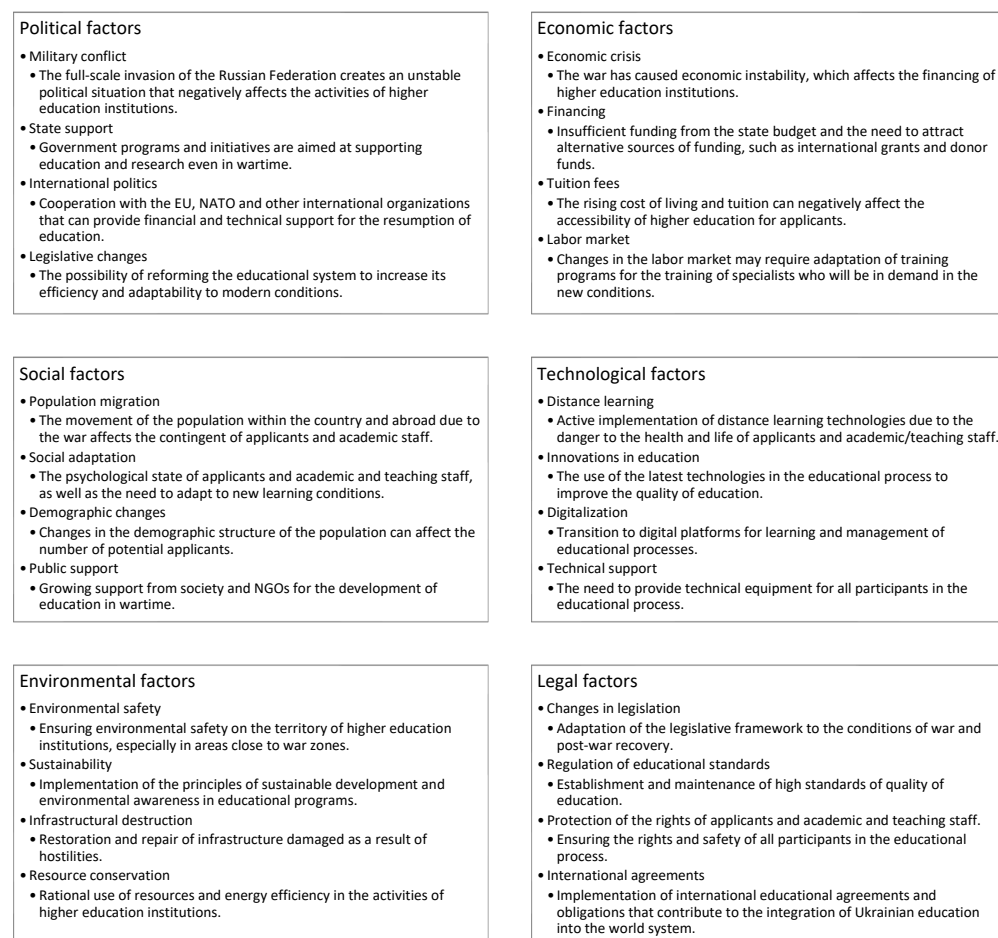 Political factors
• Military conflict
• The full-scale invasion of the Russian Federation creates an unstable
political situation that negatively affects the activities of higher
education institutions.
• State support
• Government programs and initiatives are aimed at supporting
education and research even in wartime.
• International politics
• Cooperation with the EU, NATO and other international organizations
that can provide financial and technical support for the resumption of
education.
• Legislative changes
• The possibility of reforming the educational system to increase its
efficiency and adaptability to modern conditions.
Economic factors
• Economic crisis
• The war has caused economic instability, which affects the financing of
higher education institutions.
• Financing
• Insufficient funding from the state budget and the need to attract
alternative sources of funding, such as international grants and donor
funds.
• Tuition fees
• The rising cost of living and tuition can negatively affect the
accessibility of higher education for applicants.
• Labor market
• Changes in the labor market may require adaptation of training
programs for the training of specialists who will be in demand in the
new conditions.
Social factors
• Population migration
• The movement of the population within the country and abroad due to
the war affects the contingent of applicants and academic staff.
• Social adaptation
• The psychological state of applicants and academic and teaching staff,
as well as the need to adapt to new learning conditions.
• Demographic changes
• Changes in the demographic structure of the population can affect the
number of potential applicants.
• Public support
• Growing support from society and NGOs for the development of
education in wartime.
Technological factors
• Distance learning
• Active implementation of distance learning technologies due to the
danger to the health and life of applicants and academic/teaching staff.
• Innovations in education
• The use of the latest technologies in the educational process to
improve the quality of education.
• Digitalization
• Transition to digital platforms for learning and management of
educational processes.
• Technical support
• The need to provide technical equipment for all participants in the
educational process.
Environmental factors
• Environmental safety
• Ensuring environmental safety on the territory of higher education
institutions, especially in areas close to war zones.
• Sustainability
• Implementation of the principles of sustainable development and
environmental awareness in educational programs.
• Infrastructural destruction
• Restoration and repair of infrastructure damaged as a result of
hostilities.
• Resource conservation
• Rational use of resources and energy efficiency in the activities of
higher education institutions.
Legal factors
• Changes in legislation
• Adaptation of the legislative framework to the conditions of war and
post-war recovery.
• Regulation of educational standards
• Establishment and maintenance of high standards of quality of
education.
• Protection of the rights of applicants and academic and teaching staff.
• Ensuring the rights and safety of all participants in the educational
process.
• International agreements
• Implementation of international educational agreements and
obligations that contribute to the integration of Ukrainian education
into the world system.